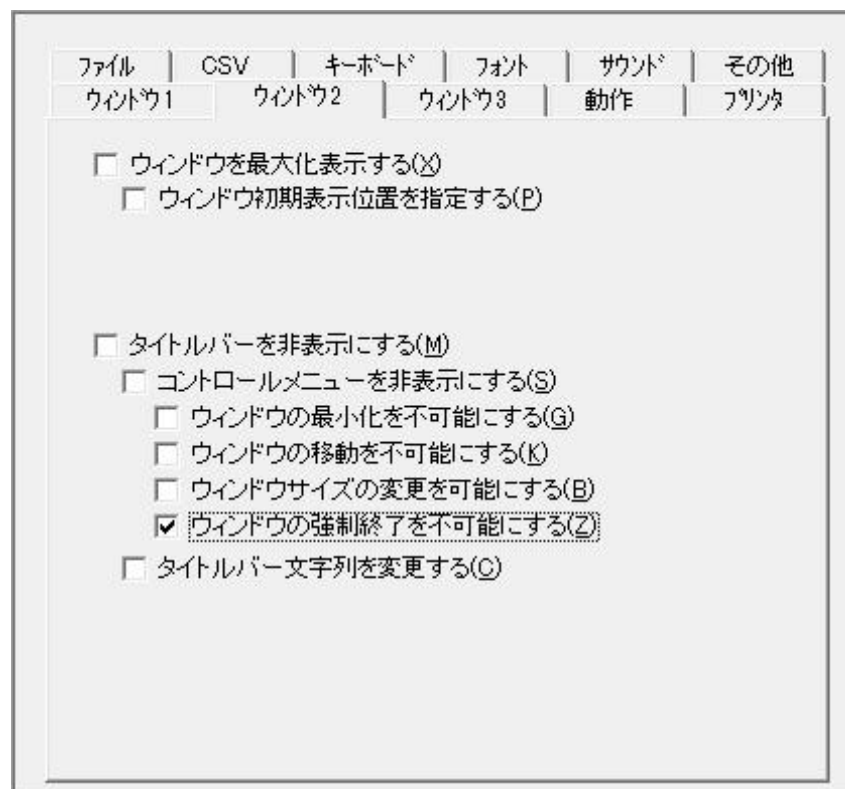 ﾌｧｲﾙ CSV ｷｰﾎﾞｰﾄﾞ ﾌｫﾝﾄ ｻｳﾝﾄﾞ その他
ｳｨﾝﾄﾞｳ1 ｳｨﾝﾄﾞｳ2 ｳｨﾝﾄﾞｳ3 動作 ﾌﾟﾘﾝﾀ
ウィンドウを最大化表示する(X)
ウィンドウ初期表示位置を指定する(P)
タイトルバーを非表示にする(M)
コントロールメニューを非表示にする(S)
ウィンドウの最小化を不可能にする(G)
ウィンドウの移動を不可能にする(K)
ウィンドウサイズの変更を可能にする(B)
ウィンドウの強制終了を不可能にする(Z)
タイトルバー文字列を変更する(C)